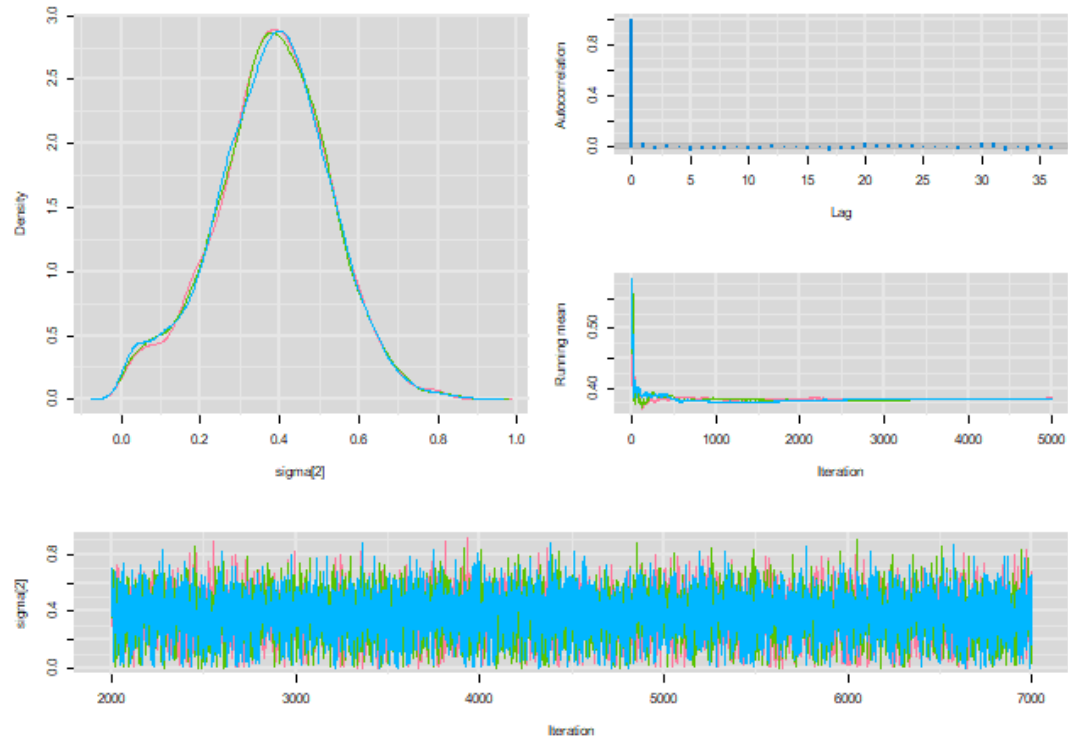 3.0
2.5
2.0
1.5
1.0
0.5
0.0
Density
0.0 0.2 0.4 0.6 0.8 1.0
sigma[2]
0.8
0.4
0.0
Autocorrelation
0 5 10 15 20 25 30 35
Lag
0.50
0.40
Running mean
0 1000 2000 3000 4000 5000
Iteration
0.8
0.4
0.0
sigma[2]
2000 3000 4000 5000 6000 7000
Iteration